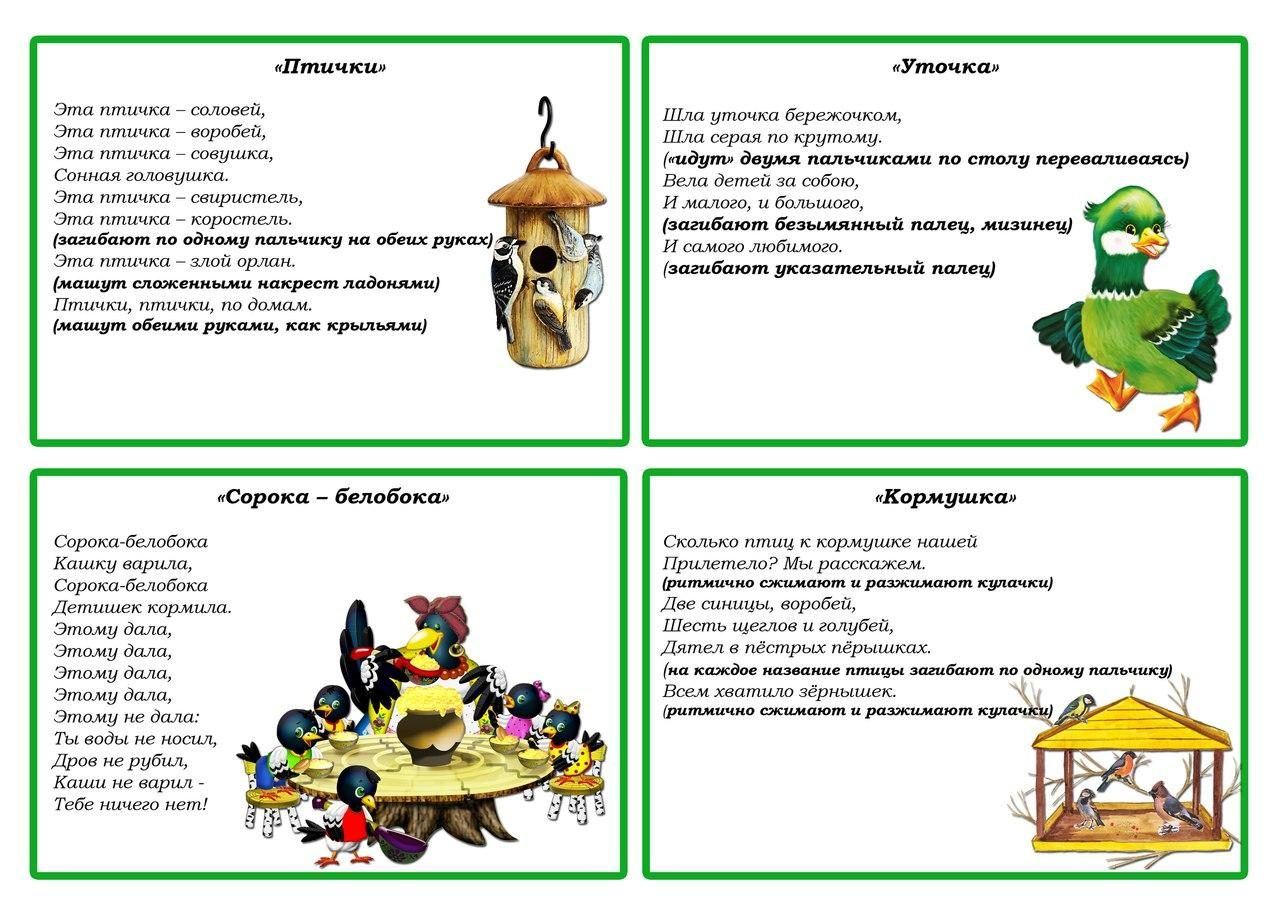 «Птички»
Эта птичка – соловей,
Эта птичка – воробей,
Эта птичка – совушка,
Сонная головушка.
Эта птичка – свиристель,
Эта птичка – коростель.
(загибают по одному пальчику на обеих руках)
Эта птичка – злой орлан.
(машут сложенными накрест ладонями)
Птички, птички, по домам.
(машут обеими руками, как крыльями)
«Уточка»
Шла уточка бережочком,
Шла серая по крутому.
(«идут» двумя пальчиками по столу переваливаясь)
Вела детей за собою,
И малого, и большого,
(загибают безымянный палец, мизинец)
И самого любимого.
(загибают указательный палец)
«Сорока – белобока»
Сорока-белобока
Кашку варила,
Сорока-белобока
Детишек кормила.
Этому дала,
Этому дала,
Этому дала,
Этому дала,
Этому не дала:
Ты воды не носил,
Дров не рубил,
Каши не варил -
Тебе ничего нет!
«Кормушка»
Сколько птиц к кормушке нашей
Прилетело? Мы расскажем.
(ритмично сжимают и разжимают кулачки)
Две синицы, воробей,
Шесть щеглов и голубей,
Дятел в пёстрых пёрышках.
(на каждое название птицы загибают по одному пальчику)
Всем хватило зёрнышек.
(ритмично сжимают и разжимают кулачки)